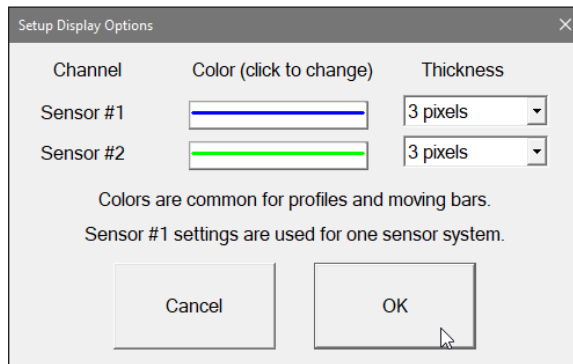 Setup Display Options
Channel Color (click to change) Thickness
Sensor #1 3 pixels
Sensor #2 3 pixels
Colors are common for profiles and moving bars.
Sensor #1 settings are used for one sensor system.
Cancel OK